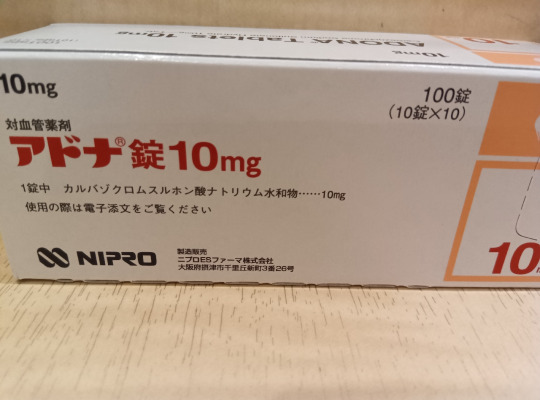 ADONA Tablets 10mg
10mg
10
10mg
100錠
(10錠×10)
対血管薬剤
アドナ®錠10mg
1錠中 カルバゾクロムスルホン酸ナトリウム水和物……10mg
使用の際は電子添文をご覧ください
NIPRO
製造販売
ニプロESファーマ株式会社
大阪府摂津市千里丘新町3番26号
10